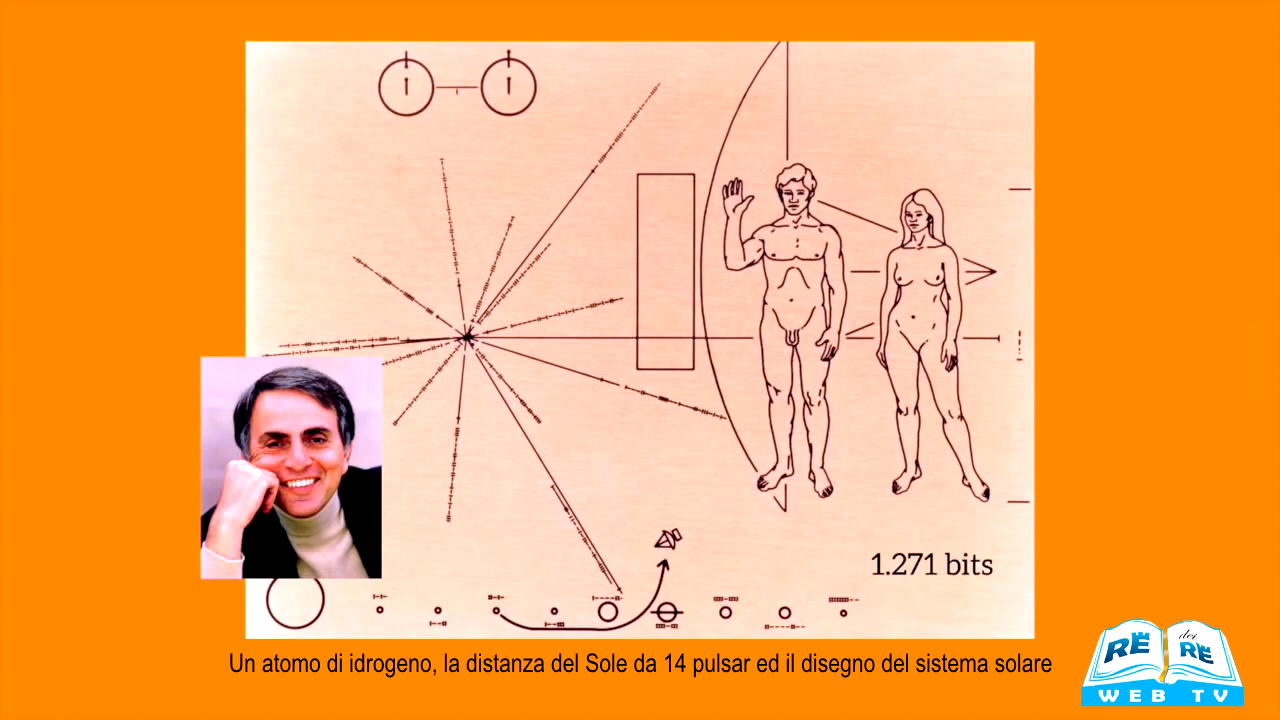 1.271 bits
Un atomo di idrogeno, la distanza del Sole da 14 pulsar ed il disegno del sistema solare
RE dei RE
WEB TV